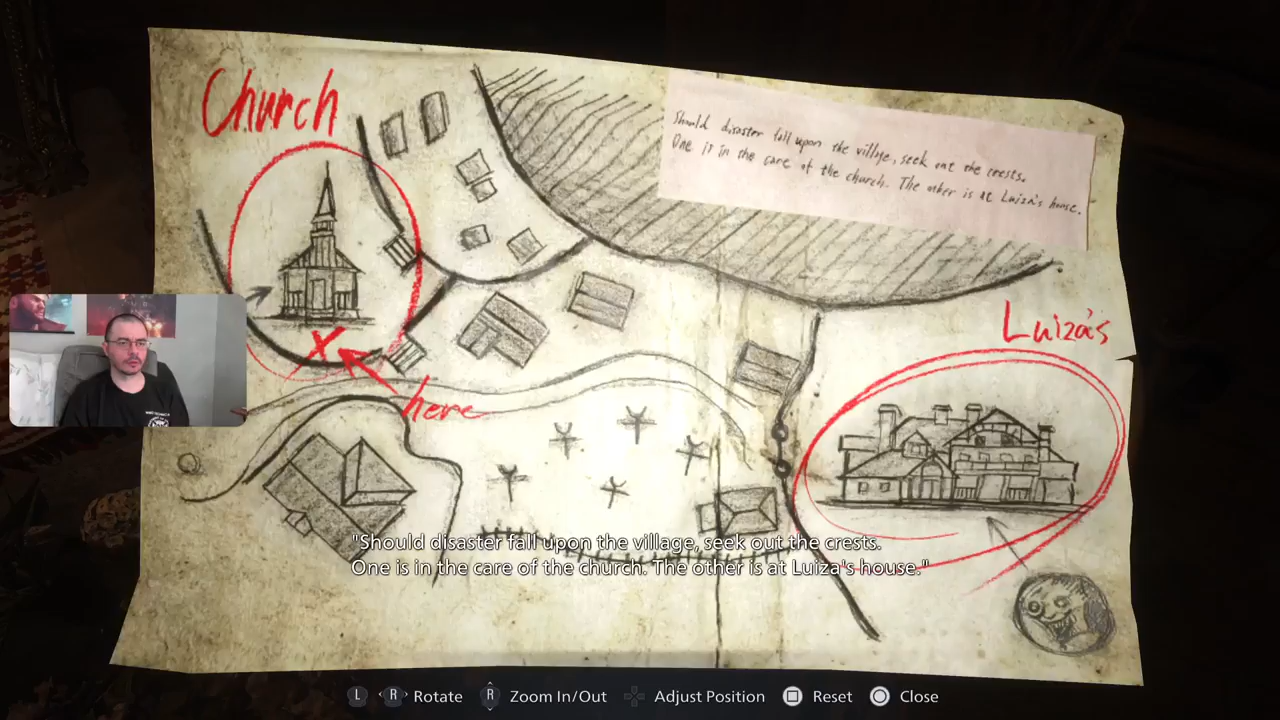 Church
Should disaster fall upon the village, seek out the crests.
One is in the care of the church. The other is at Luiza's house.
Luiza's
X
here
"Should disaster fall upon the village, seek out the crests.
One is in the care of the church. The other is at Luiza's house."
L R Rotate R Zoom In/Out Adjust Position Reset Close